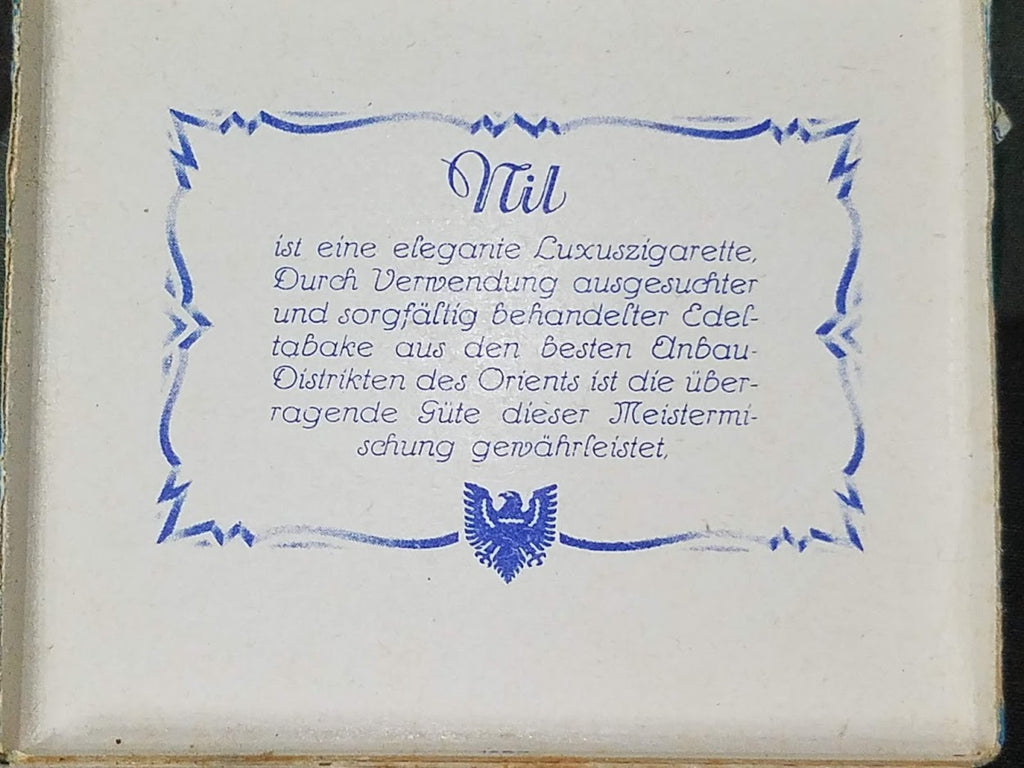 Nil
ist eine elegante Luxuszigarette.
Durch Verwendung ausgesuchter
und sorgfältig behandelter Edel-
tabake aus den besten Anbau-
Distrikten des Orients ist die über-
ragende Güte dieser Meistermi-
schung gewährleistet.